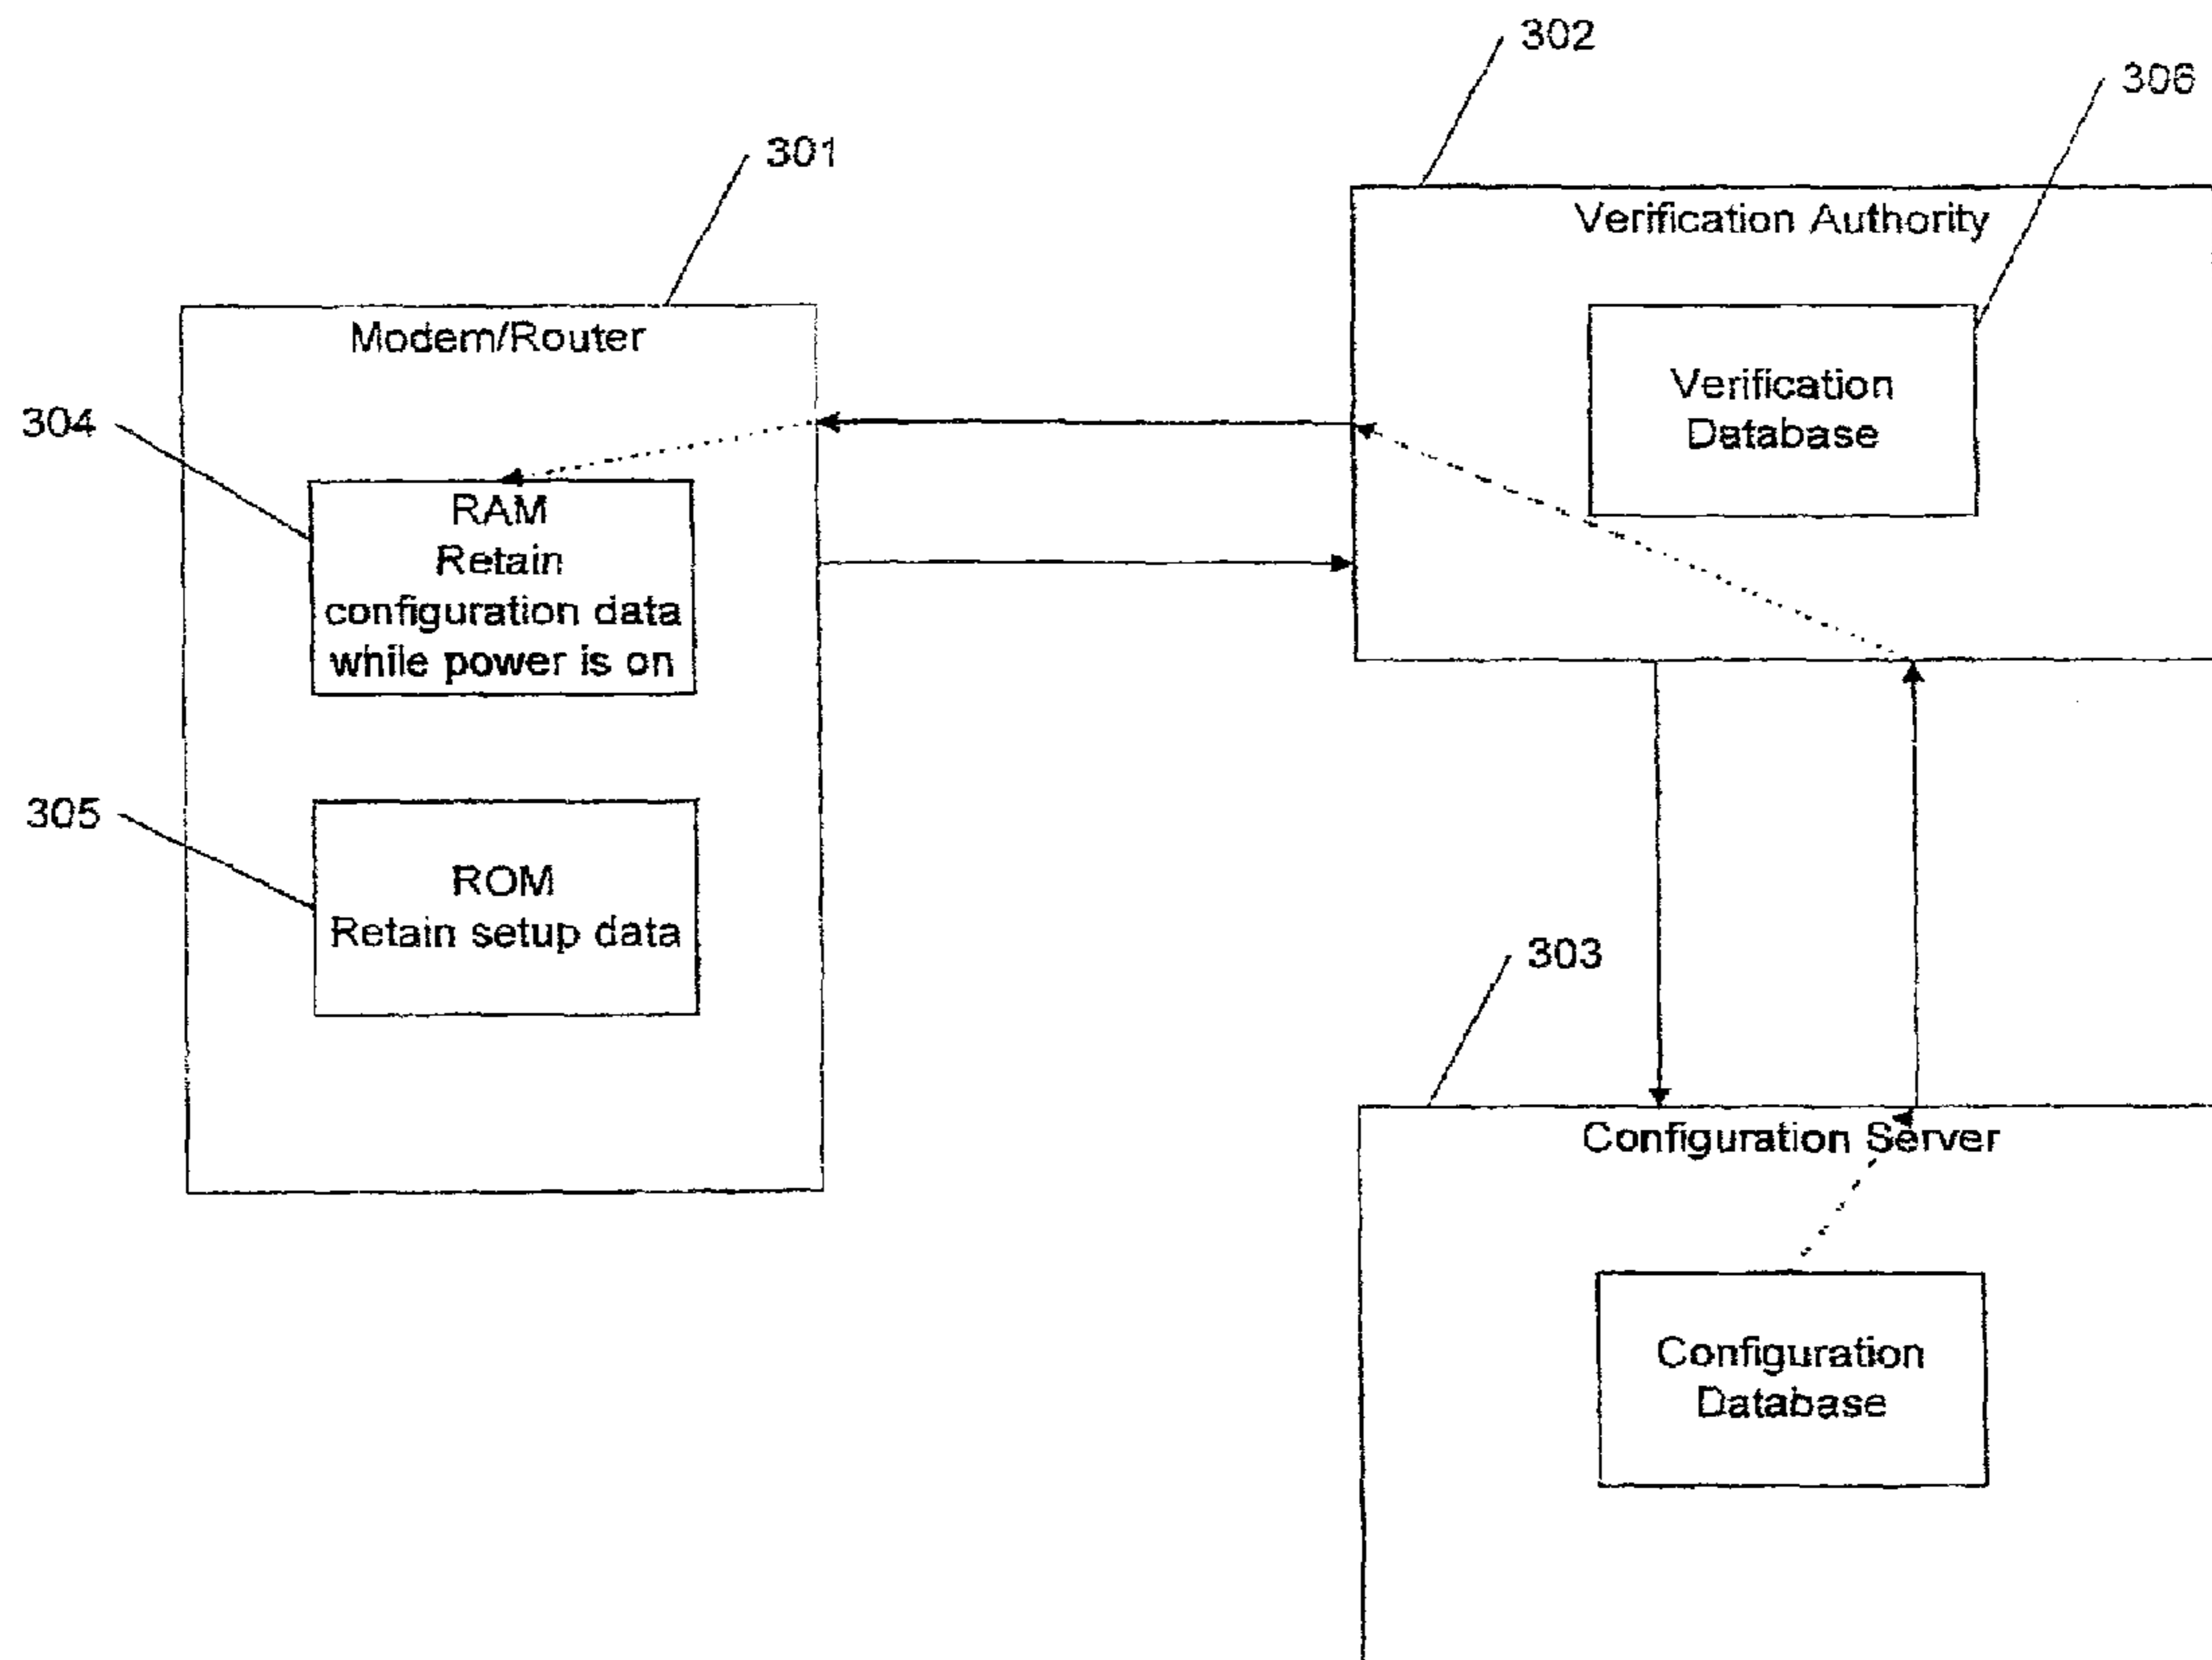 302
306
301
Verification Authority
Modem/Router
Verification
Database
304
RAM
Retain
configuration data
while power is on
305
ROM
Retain setup data
303
Configuration Server
Configuration
Database